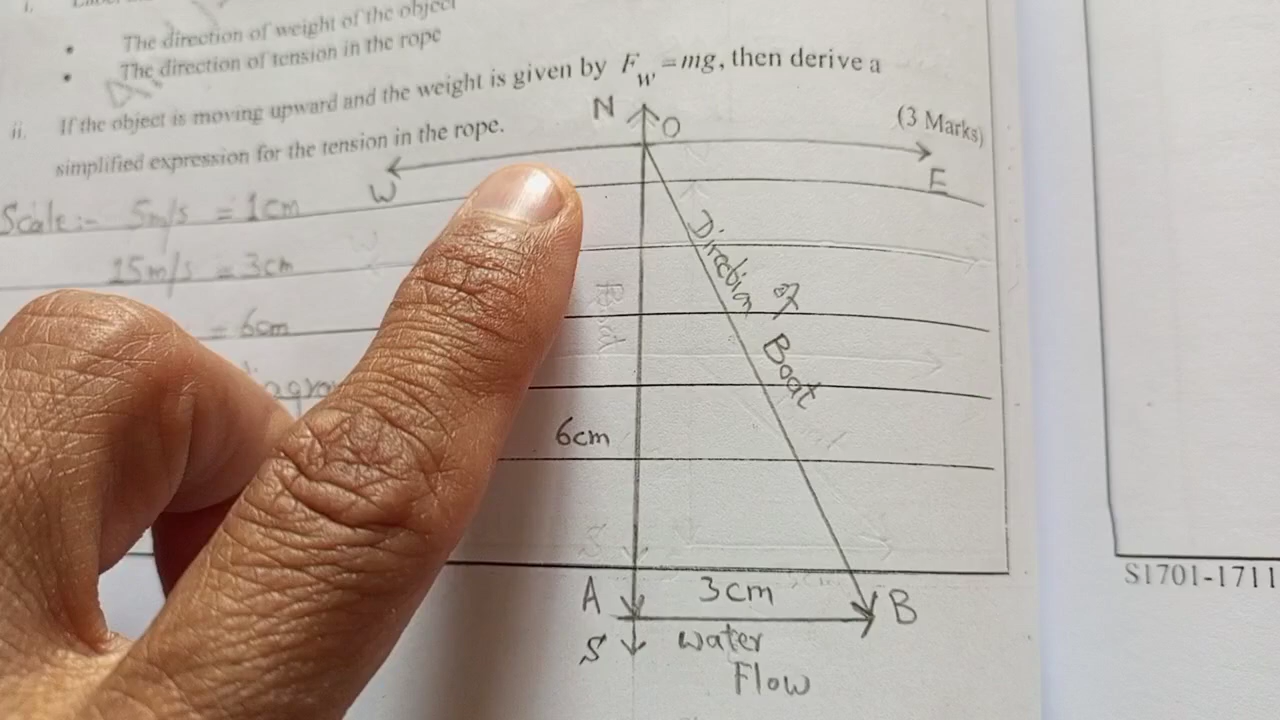 i.
• The direction of weight of the object
• The direction of tension in the rope
ii. If the object is moving upward and the weight is given by F_W = mg, then derive a
simplified expression for the tension in the rope.
(3 Marks)
N
O
W
E
Scale:- 5m/s = 1cm
15m/s = 3cm
= 6cm
Direction of Boat
6cm
A
3cm
B
S
water
Flow
S1701-1711